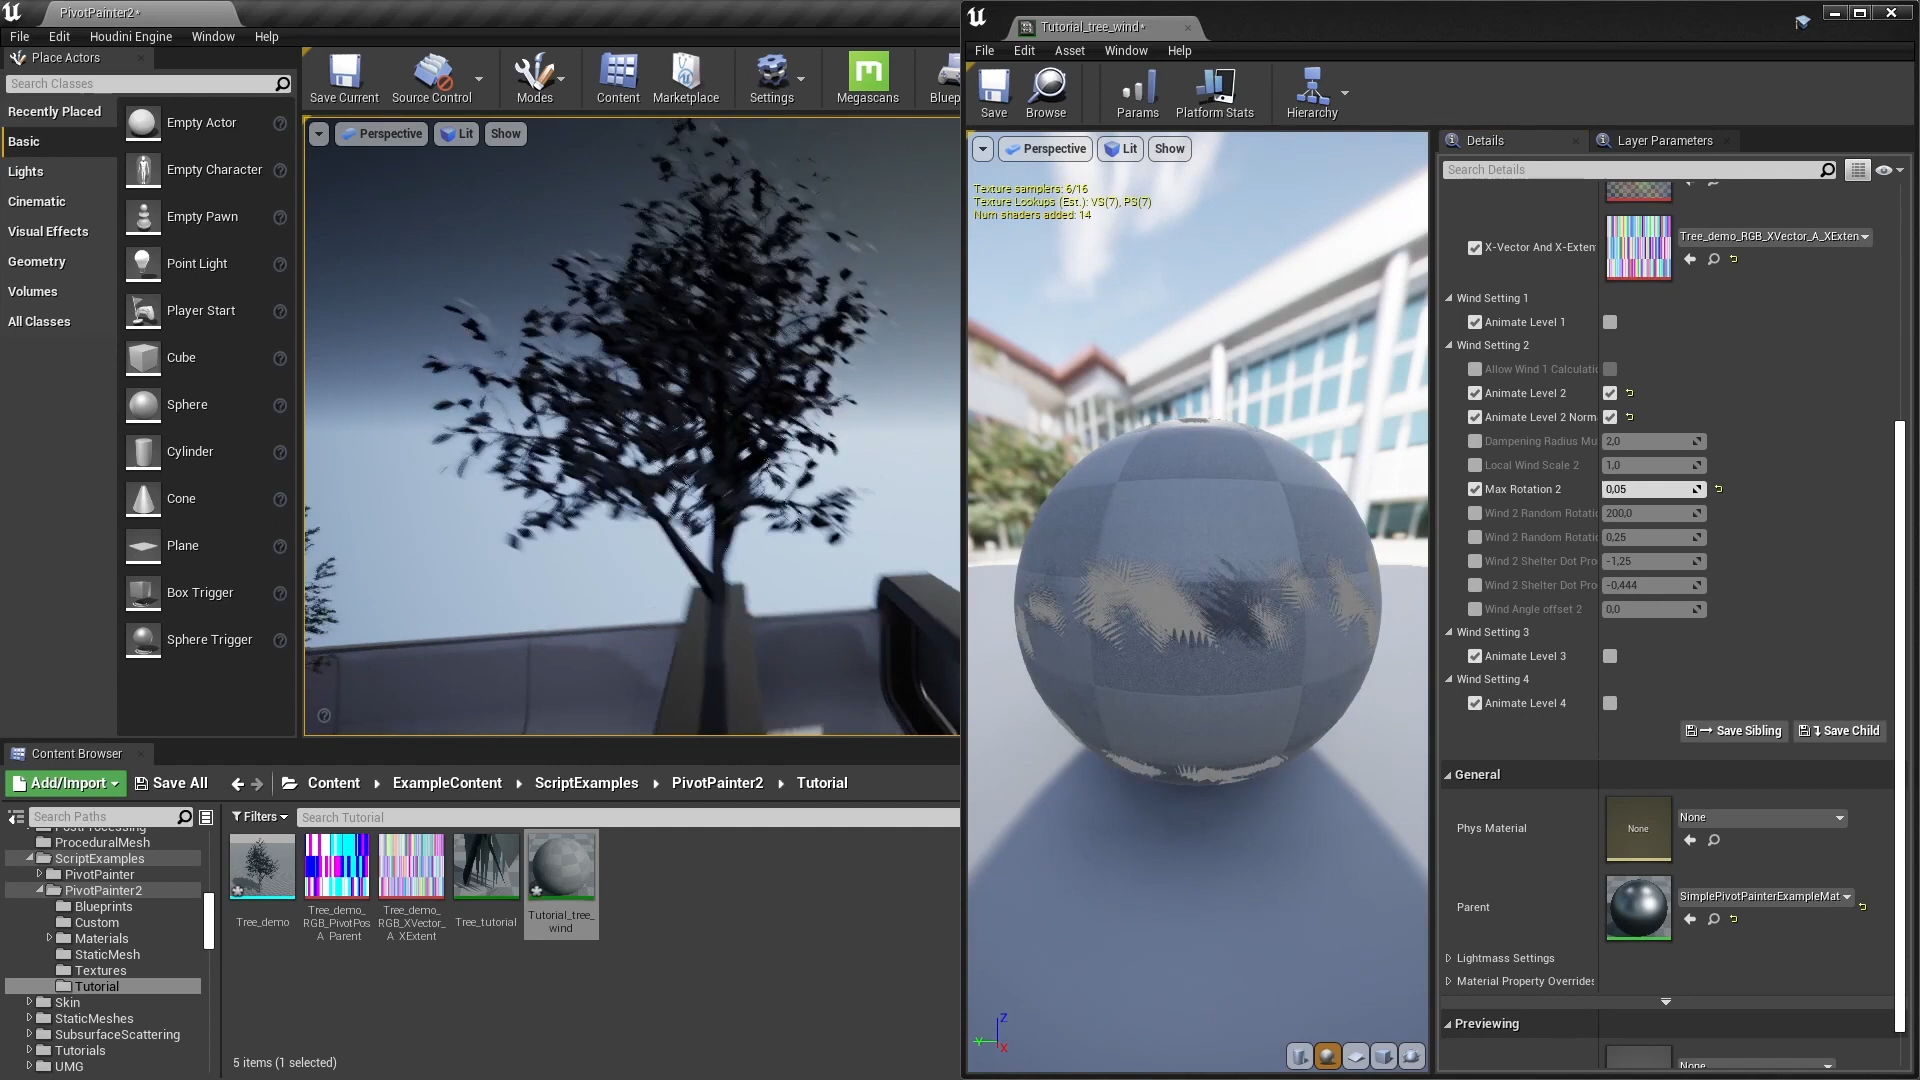 PivotPainter2*
File Edit Houdini Engine Window Help
Place Actors
Search Classes
Recently Placed
Basic
Lights
Cinematic
Visual Effects
Geometry
Volumes
All Classes
Empty Actor
Empty Character
Empty Pawn
Point Light
Player Start
Cube
Sphere
Cylinder
Cone
Plane
Box Trigger
Sphere Trigger
Save Current
Source Control
Modes
Content
Marketplace
Settings
Megascans
Bluep
Perspective Lit Show
Content Browser
Add/Import Save All Content ExampleContent ScriptExamples PivotPainter2 Tutorial
Search Paths
Filters Search Tutorial
PostProcessing
ProceduralMesh
ScriptExamples
PivotPainter
PivotPainter2
Blueprints
Custom
Materials
StaticMesh
Textures
Tutorial
Skin
StaticMeshes
SubsurfaceScattering
Tutorials
UMG
Tree_demo
Tree_demo_
RGB_PivotPos_
A_Parent
Tree_demo_
RGB_XVector_
A_XExtent
Tree_tutorial
Tutorial_tree_
wind
5 items (1 selected)
Tutorial_tree_wind*
File Edit Asset Window Help
Save
Browse
Params
Platform Stats
Hierarchy
Perspective Lit Show
Texture samplers: 6/16
Texture Lookups (Est.): VS(7), PS(7)
Num shaders added: 14
Z
Y
X
Details
Layer Parameters
Search Details
X-Vector And X-Exten Tree_demo_RGB_XVector_A_XExten
Wind Setting 1
Animate Level 1
Wind Setting 2
Allow Wind 1 Calculatic
Animate Level 2
Animate Level 2 Norm
Dampening Radius Mu 2,0
Local Wind Scale 2 1,0
Max Rotation 2 0,05
Wind 2 Random Rotatic 200,0
Wind 2 Random Rotatic 0,25
Wind 2 Shelter Dot Pro -1,25
Wind 2 Shelter Dot Pro -0,444
Wind Angle offset 2 0,0
Wind Setting 3
Animate Level 3
Wind Setting 4
Animate Level 4
Save Sibling Save Child
General
Phys Material None None
Parent SimplePivotPainterExampleMat
Lightmass Settings
Material Property Overrides
Previewing
None